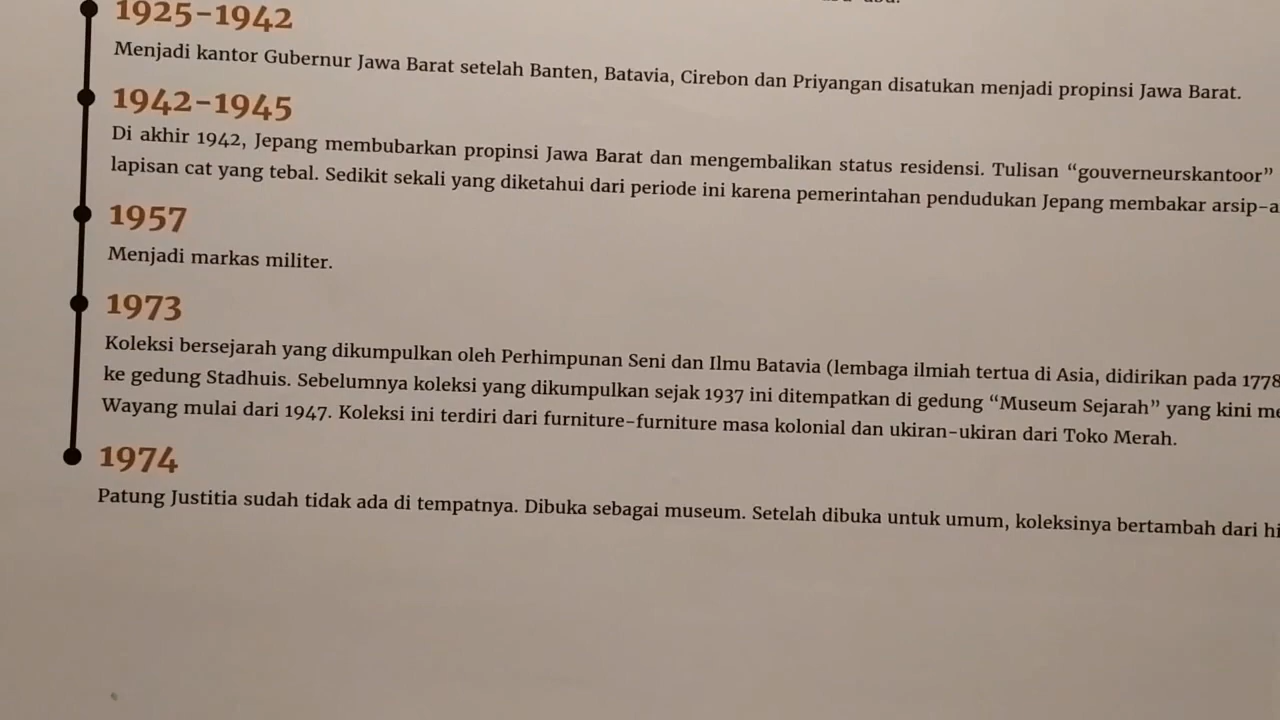 1925–1942
Menjadi kantor Gubernur Jawa Barat setelah Banten, Batavia, Cirebon dan Priyangan disatukan menjadi propinsi Jawa Barat.
1942–1945
Di akhir 1942, Jepang membubarkan propinsi Jawa Barat dan mengembalikan status residensi. Tulisan “gouverneurskantoor”
lapisan cat yang tebal. Sedikit sekali yang diketahui dari periode ini karena pemerintahan pendudukan Jepang membakar arsip-a
1957
Menjadi markas militer.
1973
Koleksi bersejarah yang dikumpulkan oleh Perhimpunan Seni dan Ilmu Batavia (lembaga ilmiah tertua di Asia, didirikan pada 1778
ke gedung Stadhuis. Sebelumnya koleksi yang dikumpulkan sejak 1937 ini ditempatkan di gedung “Museum Sejarah” yang kini me
Wayang mulai dari 1947. Koleksi ini terdiri dari furniture-furniture masa kolonial dan ukiran-ukiran dari Toko Merah.
1974
Patung Justitia sudah tidak ada di tempatnya. Dibuka sebagai museum. Setelah dibuka untuk umum, koleksinya bertambah dari hi